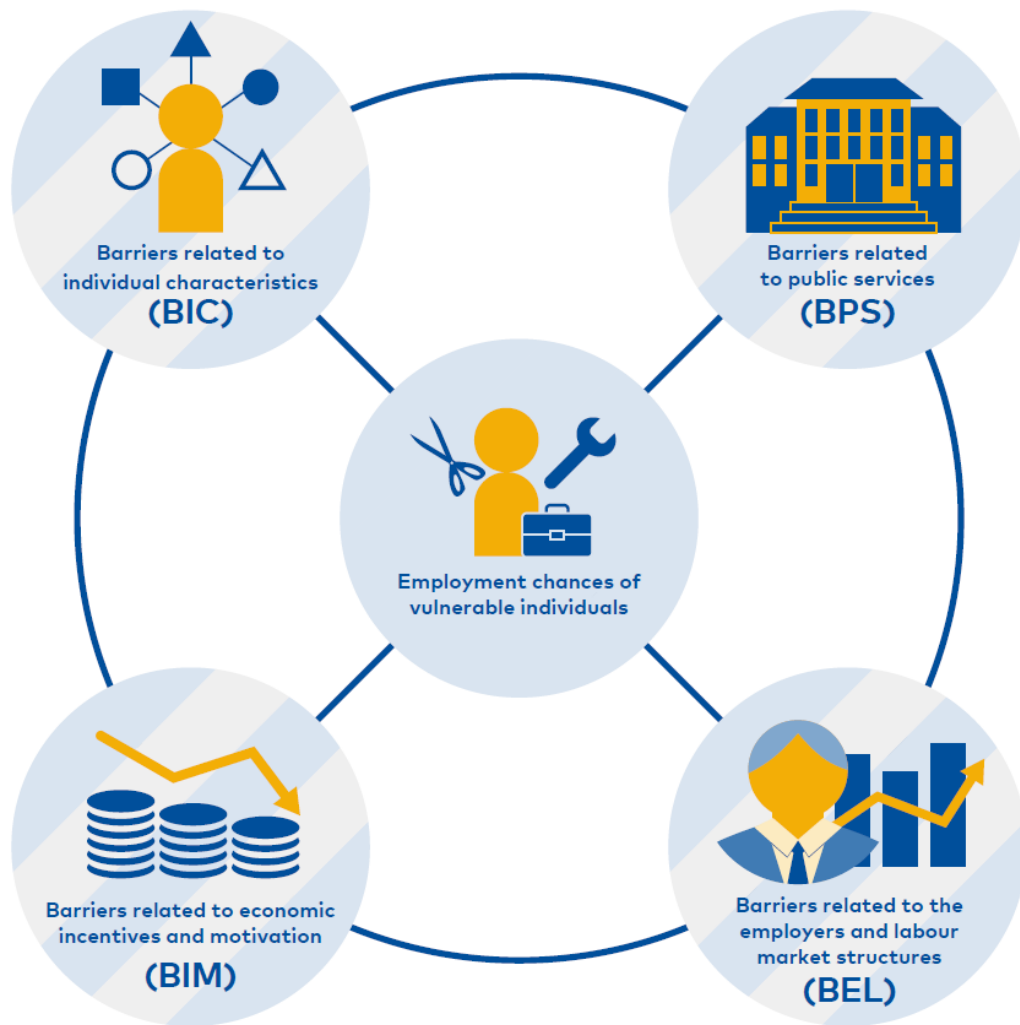 Barriers related to
individual characteristics
(BIC)
Barriers related
to public services
(BPS)
Employment chances of
vulnerable individuals
Barriers related to economic
incentives and motivation
(BIM)
Barriers related to the
employers and labour
market structures
(BEL)